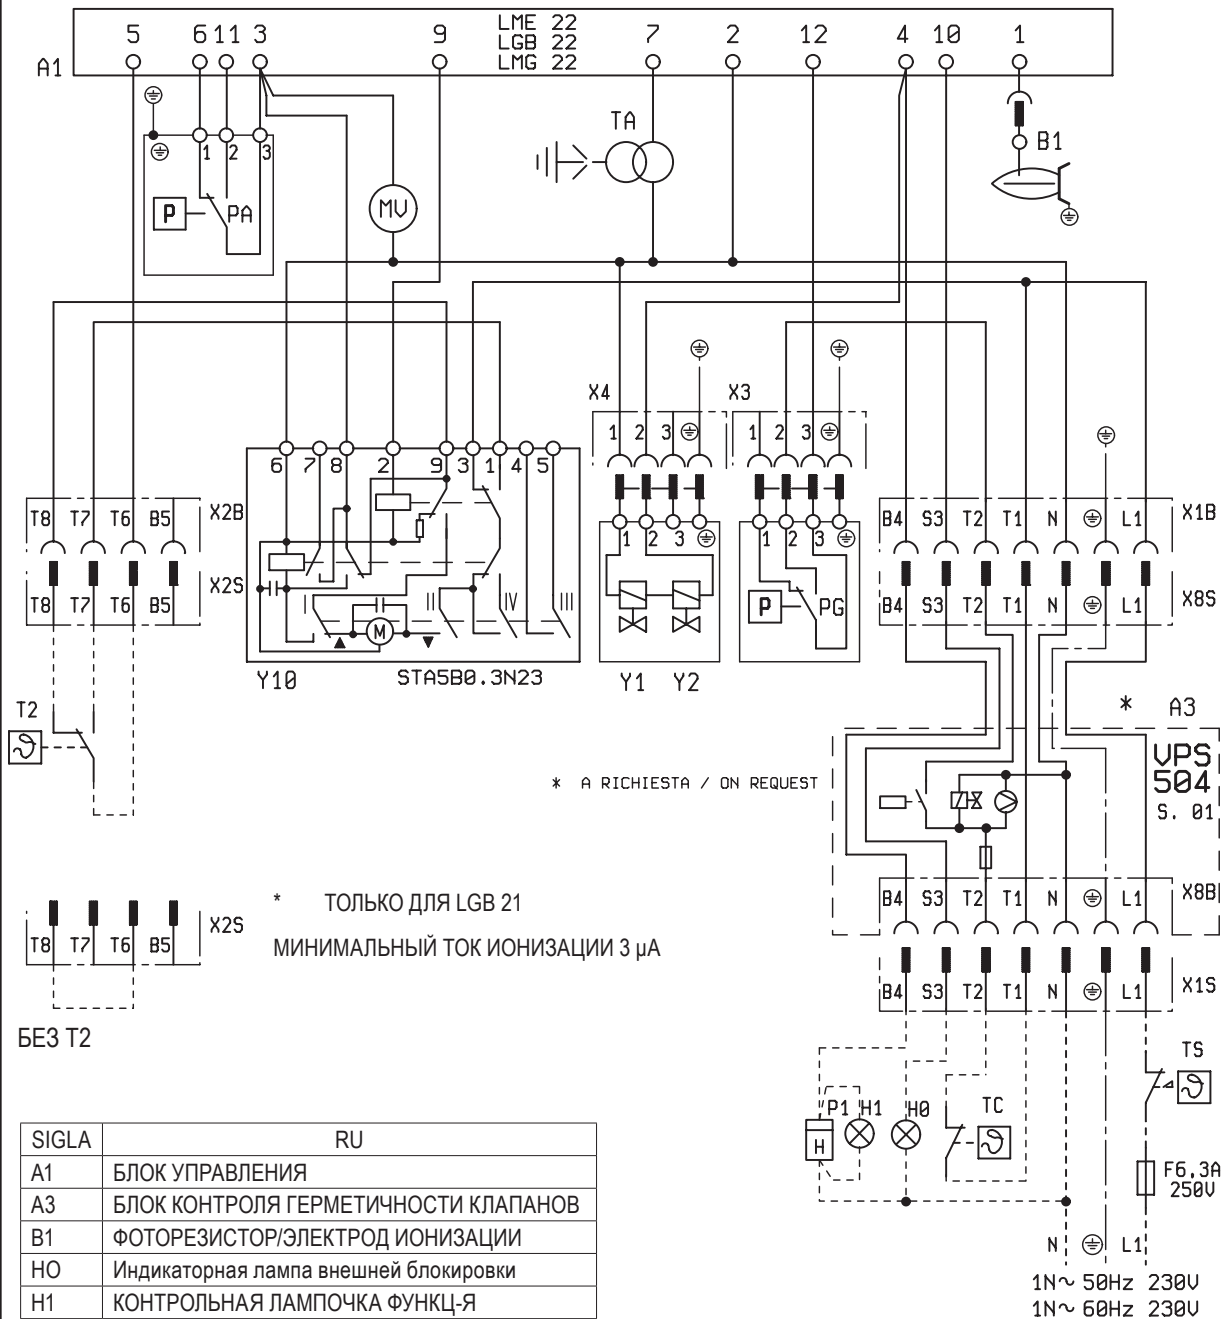 LME 22
LGB 22
LMG 22
5 6 11 3 9 7 2 12 4 10 1
A1
TA
B1
1 2 3
MV
P PA
X4 X3
1 2 3 1 2 3
6 7 8 2 9 3 1 4 5
T8 T7 T6 B5 X2B
B4 S3 T2 T1 N L1 X1B
1 2 3 1 2 3
T8 T7 T6 B5 X2S
B4 S3 T2 T1 N L1 X8S
I II IV III
M
P PG
Y10 STA5B0.3N23 Y1 Y2
T2
* A3
VPS
504
S. 01
* A RICHIESTA / ON REQUEST
B4 S3 T2 T1 N L1 X8B
T8 T7 T6 B5 X2S
* ТОЛЬКО ДЛЯ LGB 21
МИНИМАЛЬНЫЙ ТОК ИОНИЗАЦИИ 3 µA
B4 S3 T2 T1 N L1 X1S
БЕЗ T2
TS
P1 H1 H0 TC
H
F6,3A
250V
N L1
1N~ 50Hz 230V
1N~ 60Hz 230V
SIGLA RU
A1 БЛОК УПРАВЛЕНИЯ
A3 БЛОК КОНТРОЛЯ ГЕРМЕТИЧНОСТИ КЛАПАНОВ
B1 ФОТОРЕЗИСТОР/ЭЛЕКТРОД ИОНИЗАЦИИ
HO Индикаторная лампа внешней блокировки
H1 КОНТРОЛЬНАЯ ЛАМПОЧКА ФУНКЦ-Я